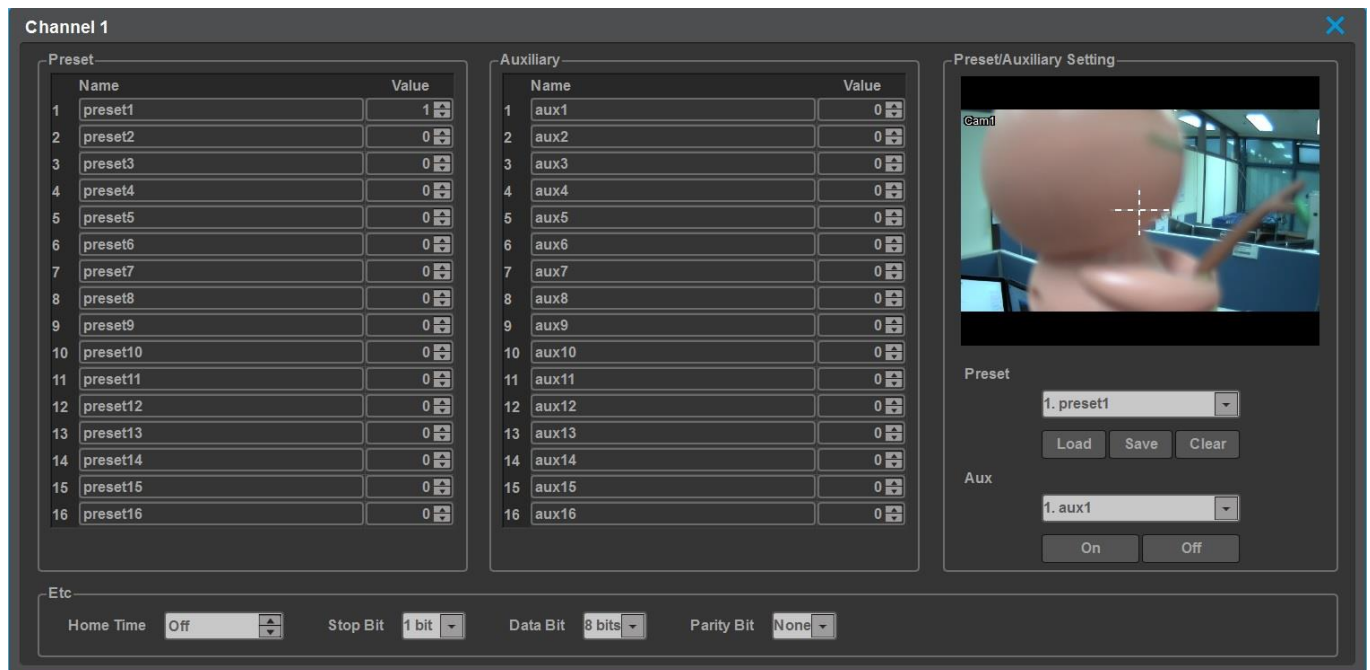 Channel 1
Preset
Name Value
1 preset1 1
2 preset2 0
3 preset3 0
4 preset4 0
5 preset5 0
6 preset6 0
7 preset7 0
8 preset8 0
9 preset9 0
10 preset10 0
11 preset11 0
12 preset12 0
13 preset13 0
14 preset14 0
15 preset15 0
16 preset16 0
Auxiliary
Name Value
1 aux1 0
2 aux2 0
3 aux3 0
4 aux4 0
5 aux5 0
6 aux6 0
7 aux7 0
8 aux8 0
9 aux9 0
10 aux10 0
11 aux11 0
12 aux12 0
13 aux13 0
14 aux14 0
15 aux15 0
16 aux16 0
Preset/Auxiliary Setting
Cam1
Preset
1. preset1
Load Save Clear
Aux
1. aux1
On Off
Etc
Home Time Off Stop Bit 1 bit Data Bit 8 bits Parity Bit None